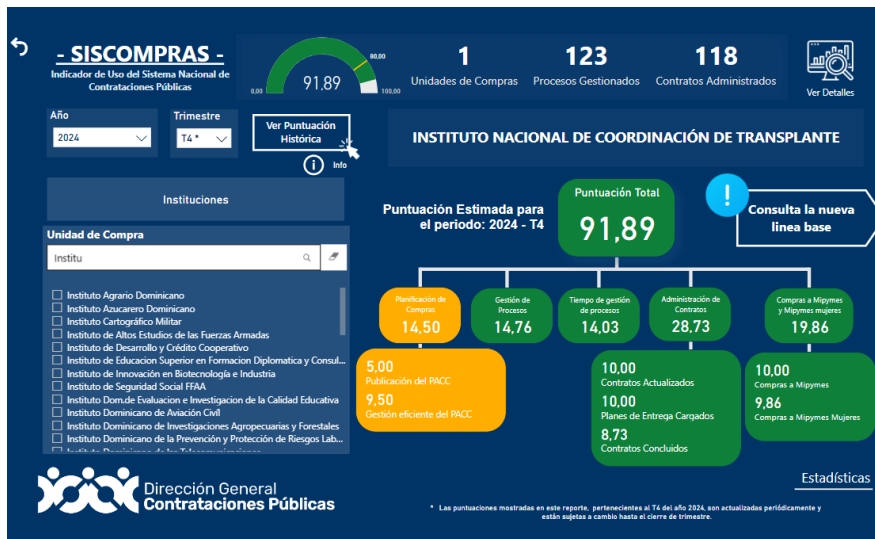 - SISCOMPRAS -
Indicador de Uso del Sistema Nacional de
Contrataciones Públicas
0,00
91,89
90,00
100,00
1
Unidades de Compras
123
Procesos Gestionados
118
Contratos Administrados
Ver Detalles
Año
2024
Trimestre
T4 *
Ver Puntuación
Histórica
Info
INSTITUTO NACIONAL DE COORDINACIÓN DE TRANSPLANTE
Instituciones
Unidad de Compra
Institu
Instituto Agrario Dominicano
Instituto Azucarero Dominicano
Instituto Cartográfico Militar
Instituto de Altos Estudios de las Fuerzas Armadas
Instituto de Desarrollo y Crédito Cooperativo
Instituto de Educacion Superior en Formacion Diplomatica y Consul...
Instituto de Innovación en Biotecnología e Industria
Instituto de Seguridad Social FFAA
Instituto Dom.de Evaluacion e Investigacion de la Calidad Educativa
Instituto Dominicano de Aviación Civil
Instituto Dominicano de Investigaciones Agropecuarias y Forestales
Instituto Dominicano de la Prevención y Protección de Riesgos Lab...
Instituto Dominicano de las Telecomunicaciones
Puntuación Estimada para
el periodo: 2024 - T4
Puntuación Total
91,89
!
Consulta la nueva
linea base
Planificación de
Compras
14,50
Gestión de
Procesos
14,76
Tiempo de gestión
de procesos
14,03
Administración de
Contratos
28,73
Compras a Mipymes
y Mipymes mujeres
19,86
5,00
Publicación del PACC
9,50
Gestión eficiente del PACC
10,00
Contratos Actualizados
10,00
Planes de Entrega Cargados
8,73
Contratos Concluidos
10,00
Compras a Mipymes
9,86
Compras a Mipymes Mujeres
Estadísticas
Dirección General
Contrataciones Públicas
* Las puntuaciones mostradas en este reporte, pertenecientes al T4 del año 2024, son actualizadas periódicamente y
están sujetas a cambio hasta el cierre de trimestre.